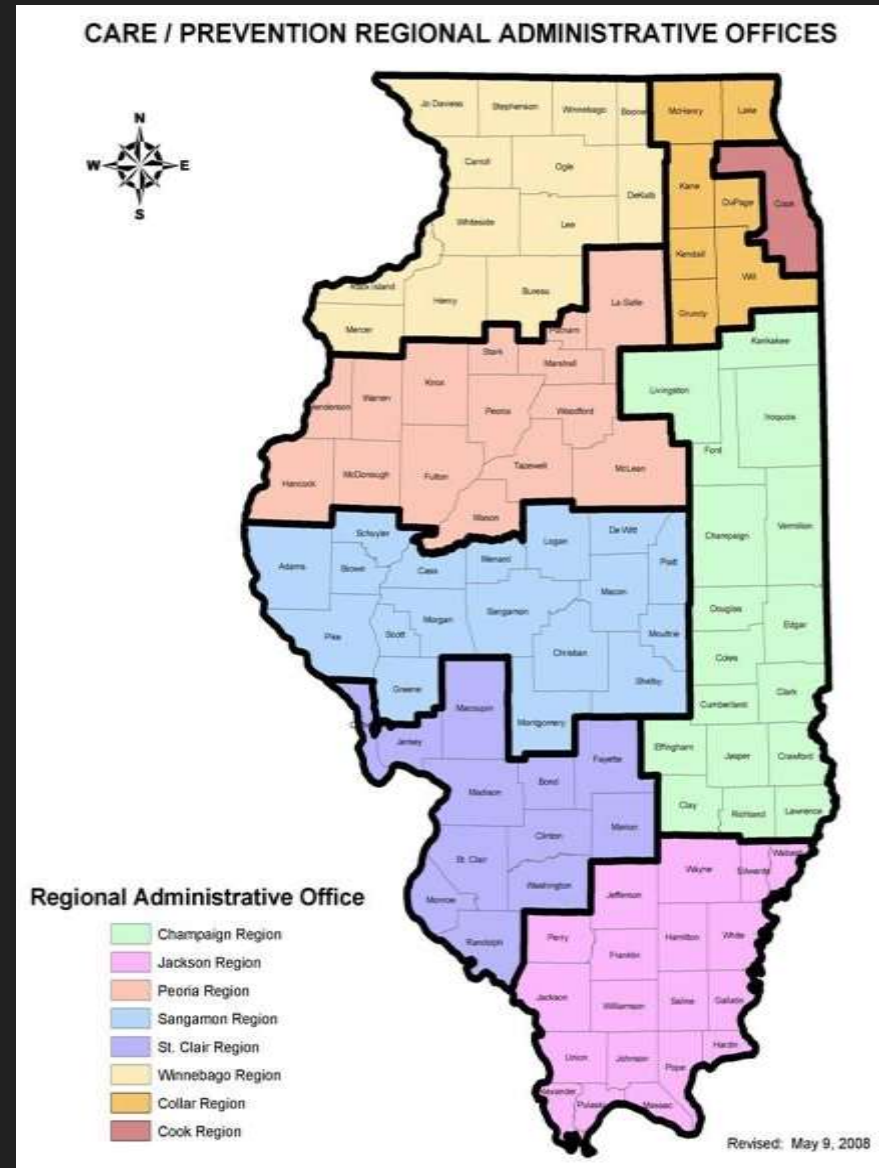 CARE / PREVENTION REGIONAL ADMINISTRATIVE OFFICES
N
W E
S
Jo Daviess Stephenson Winnebago Boone McHenry Lake
Carroll Ogle Kane Cook
DeKalb DuPage
Whiteside Lee
Kendall
Will
Rock Island Henry Bureau La Salle
Grundy
Mercer Putnam Kankakee
Stark Marshall
Knox Livingston
Warren Henderson Peoria Woodford Iroquois
Ford
Hancock McDonough Fulton Tazewell McLean
Mason
Schuyler Logan De Witt Champaign Vermilion
Adams Brown Cass Menard Piatt
Macon
Sangamon Douglas
Pike Scott Morgan Moultrie Edgar
Christian Coles
Greene Shelby Clark
Macoupin Montgomery Cumberland
Jersey Fayette Effingham Jasper Crawford
Madison Bond
Clay Richland Lawrence
Clinton Marion
St. Clair Wayne Edwards
Washington Jefferson
Monroe
Randolph Perry Hamilton White
Franklin
Jackson Williamson Saline Gallatin
Union Johnson Pope Hardin
Pulaski Massac
Regional Administrative Office
Champaign Region
Jackson Region
Peoria Region
Sangamon Region
St. Clair Region
Winnebago Region
Collar Region
Cook Region
Revised: May 9, 2008